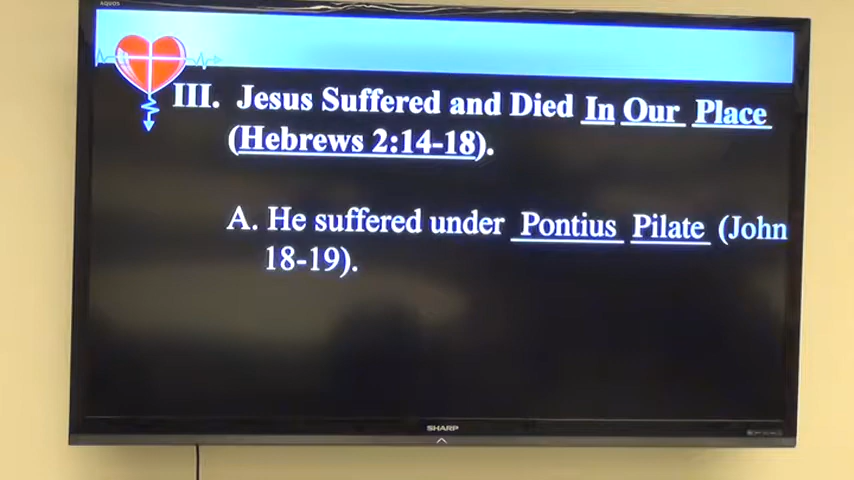 AQUOS
III. Jesus Suffered and Died In Our Place
(Hebrews 2:14-18).
A. He suffered under Pontius Pilate (John
18-19).
SHARP